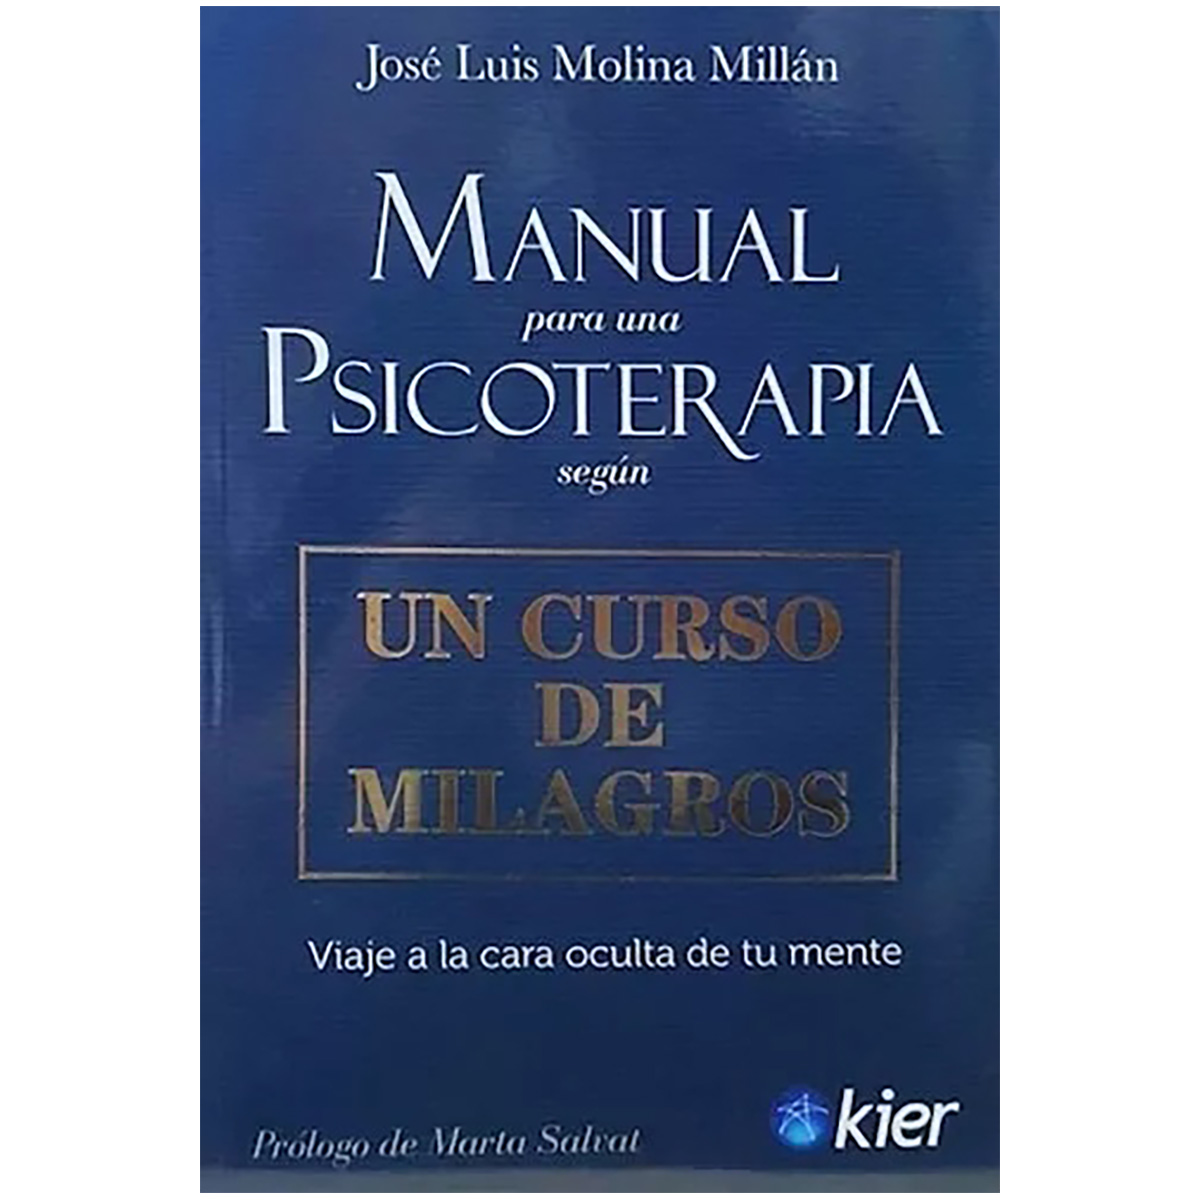 José Luis Molina Millán
MANUAL
para una
PSICOTERAPIA
según
UN CURSO
DE
MILAGROS
Viaje a la cara oculta de tu mente
kier
Prólogo de Marta Salvat